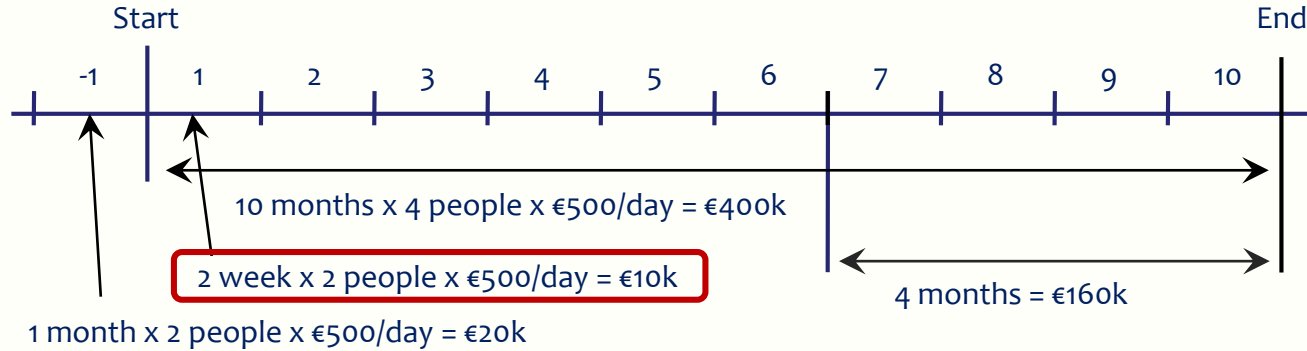 Start
End
-1 1 2 3 4 5 6 7 8 9 10
10 months x 4 people x €500/day = €400k
2 week x 2 people x €500/day = €10k
4 months = €160k
1 month x 2 people x €500/day = €20k